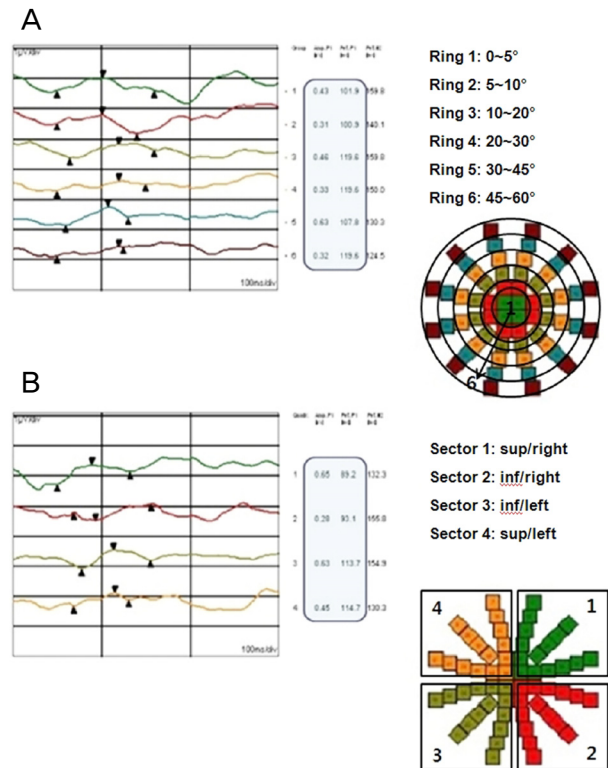 A
Ring 1: 0~5°
Ring 2: 5~10°
Ring 3: 10~20°
Ring 4: 20~30°
Ring 5: 30~45°
Ring 6: 45~60°
- 1 0.43 101.9 159.8
- 2 0.31 100.9 140.1
- 3 0.46 119.6 159.8
- 4 0.33 119.6 150.0
- 5 0.63 107.8 130.3
- 6 0.32 119.6 124.5
100ms/div
1
6
B
Sector 1: sup/right
Sector 2: inf/right
Sector 3: inf/left
Sector 4: sup/left
1 0.65 89.2 132.3
2 0.28 93.1 155.8
3 0.63 113.7 154.9
4 0.45 114.7 130.3
100ms/div
4 1
3 2